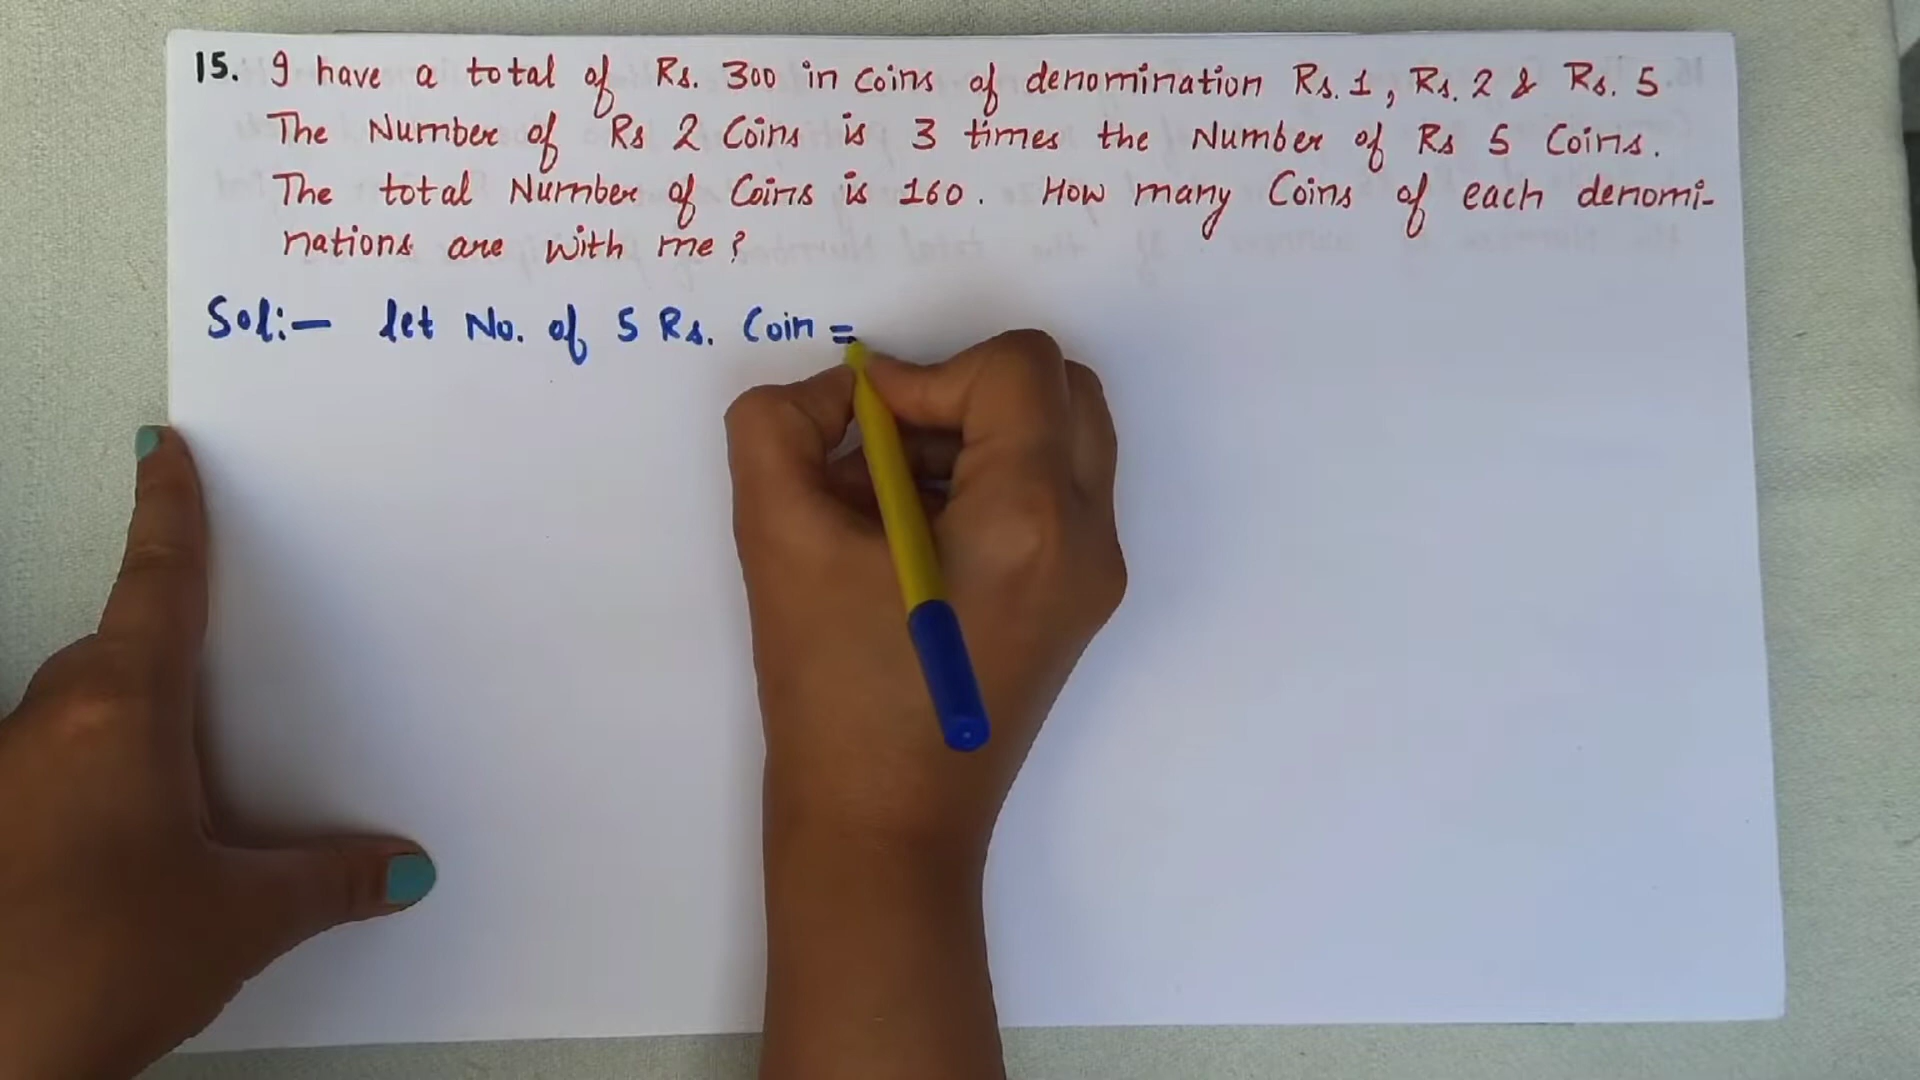 15. I have a total of Rs. 300 in coins of denomination Rs. 1, Rs. 2 & Rs. 5
The Number of Rs 2 Coins is 3 times the Number of Rs 5 Coins.
The total Number of Coins is 160. How many Coins of each denomi-
nations are with me?
Sol:- let No. of 5 Rs. Coin =